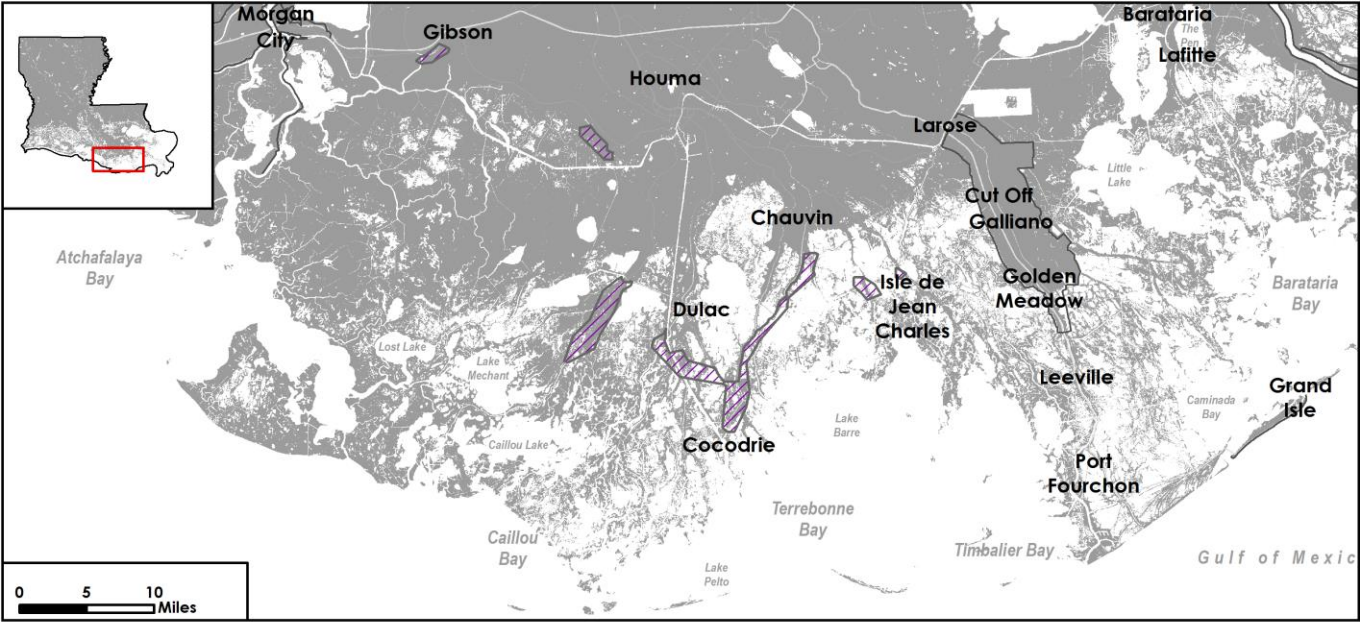 Morgan
City
Gibson
Houma
Barataria
The
Pen
Lafitte
Larose
Little
Lake
Cut Off
Galliano
Chauvin
Atchafalaya
Bay
Golden
Meadow
Isle de
Jean
Charles
Barataria
Bay
Dulac
Lost Lake
Lake
Mechant
Leeville
Grand
Isle
Caminada
Bay
Lake
Barre
Caillou Lake
Cocodrie
Port
Fourchon
Terrebonne
Bay
Caillou
Bay
Timbalier Bay
Gulf of Mexic
Lake
Pelto
0 5 10
Miles